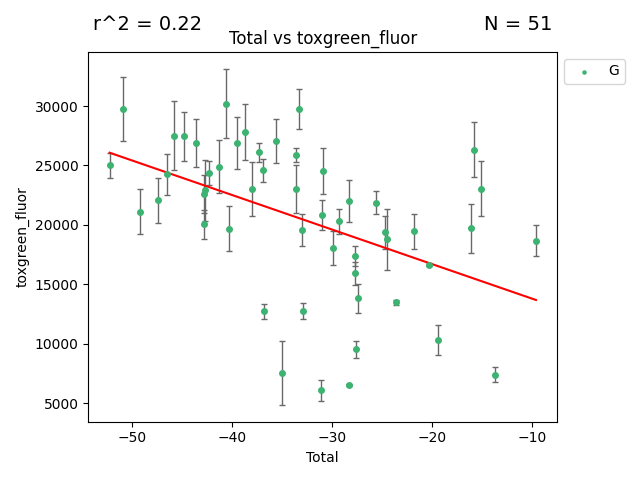 r^2 = 0.22
N = 51
Total vs toxgreen_fluor
G
30000
25000
20000
15000
10000
5000
toxgreen_fluor
−50
−40
−30
−20
−10
Total